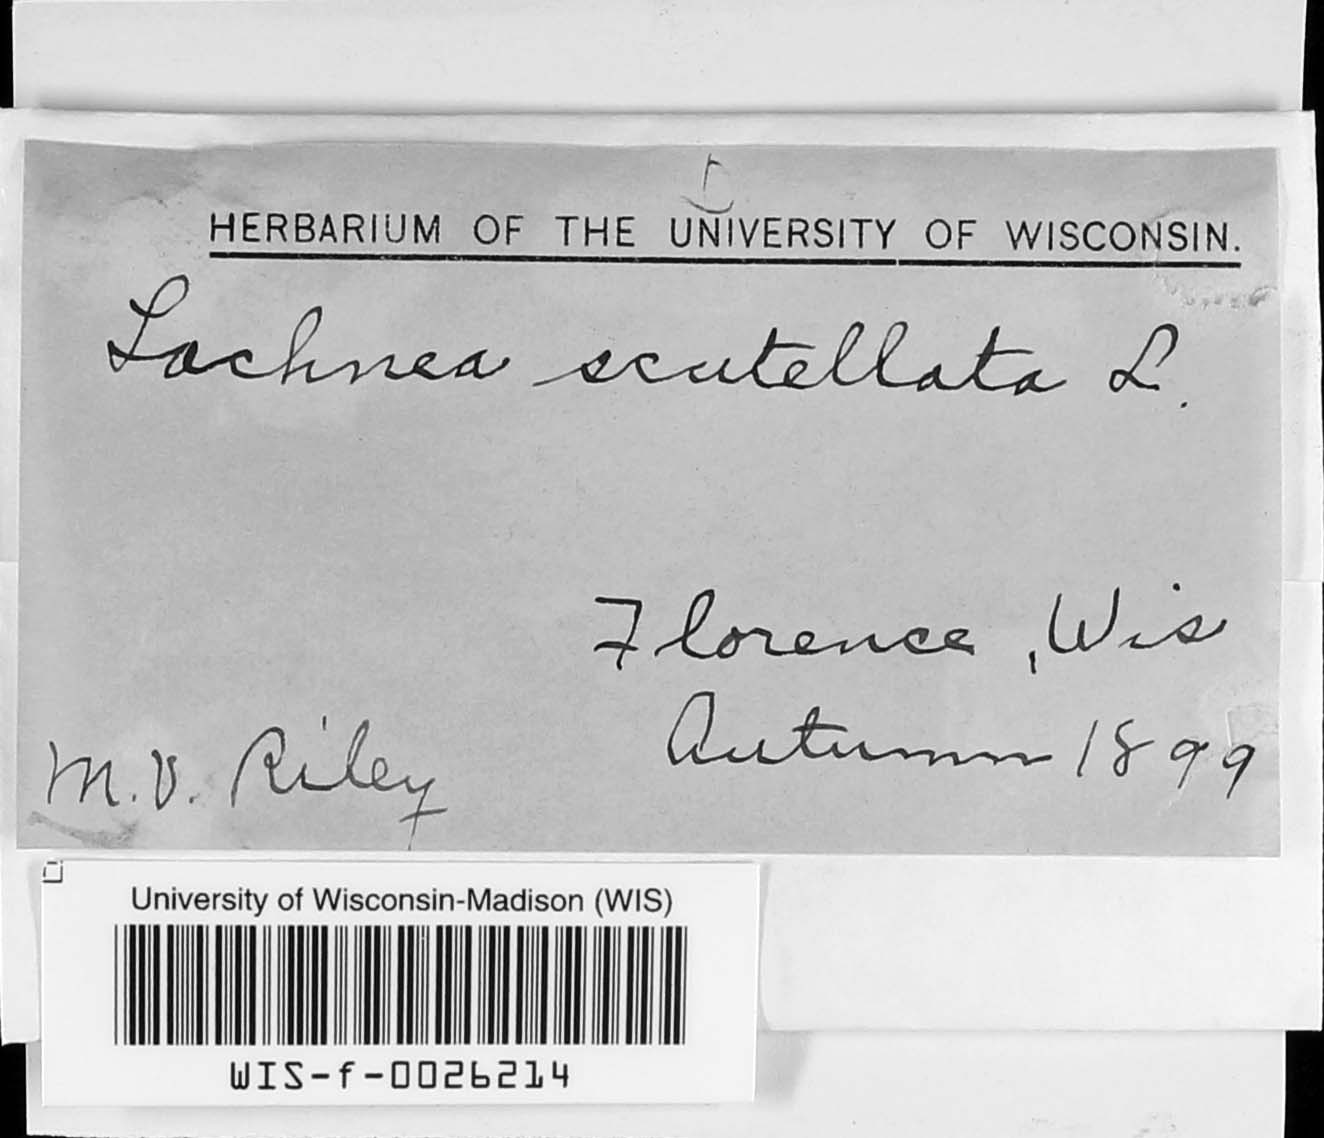 HERBARIUM OF THE UNIVERSITY OF WISCONSIN.
Lachnea scutellata L.
Florence, Wis
Autumn 1899
M.V. Riley
University of Wisconsin-Madison (WIS)
WIS-f-0026214